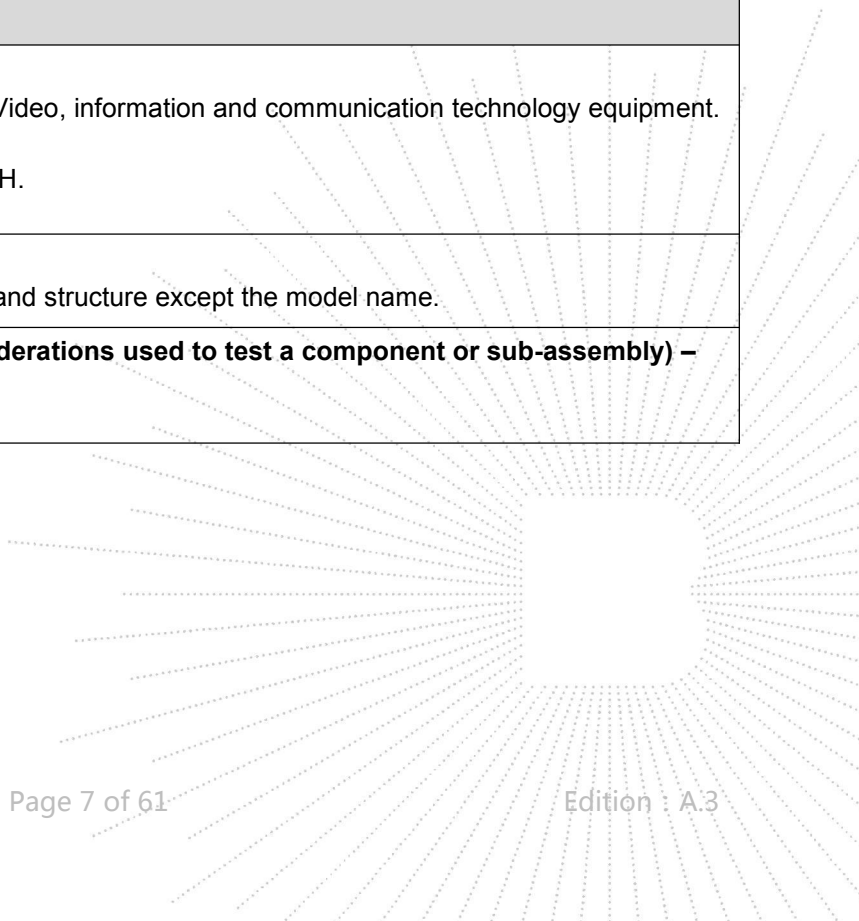 Video, information and communication technology equipment.
H.
and structure except the model name.
derations used to test a component or sub-assembly) –
Page 7 of 61 Edition : A.3